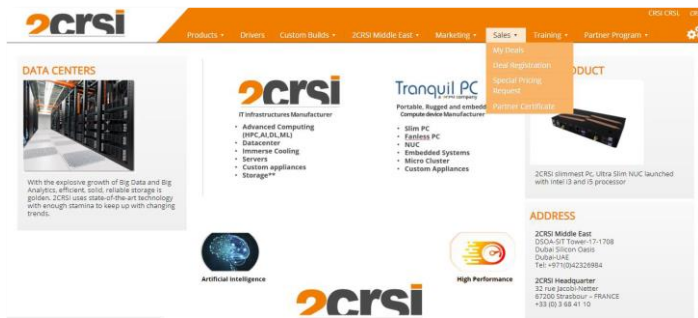 CRSI CRSL
2crsi
Products
Drivers
Custom Builds
2CRSI Middle East
Marketing
Sales
Training
Partner Program
My Deals
Deal Registration
Special Pricing
Request
Partner Certificate
DATA CENTERS
With the explosive growth of Big Data and Big
Analytics, efficient, solid, reliable storage is
golden. 2CRSI uses state-of-the-art technology
with enough stamina to keep up with changing
trends.
2crsi
IT Infrastructures Manufacturer
• Advanced Computing
(HPC,AI,DL,ML)
• Datacenter
• Immerse Cooling
• Servers
• Custom appliances
• Storage**
Tranquil PC
Portable, Rugged and embedd
Compute device Manufacturer
• Slim PC
• Fanless PC
• NUC
• Embedded Systems
• Micro Cluster
• Custom Appliances
Artificial Intelligence
High Performance
2crsi
ODUCT
2CRSI slimmest Pc, Ultra Slim NUC launched
with Intel i3 and i5 processor
ADDRESS
2CRSI Middle East
DSOA-SIT Tower-17-1708
Dubai Silicon Oasis
Dubai-UAE
Tel: +971(0)42326984
2CRSI Headquarter
32 rue Jacobi-Netter
67200 Strasbour - FRANCE
+33 (0) 3 68 41 10